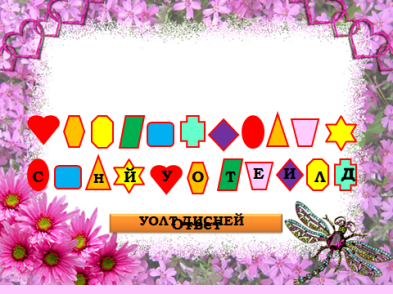 С н Й У О Т Е И Л Д
УОЛТ ДИСНЕЙ
Ответ